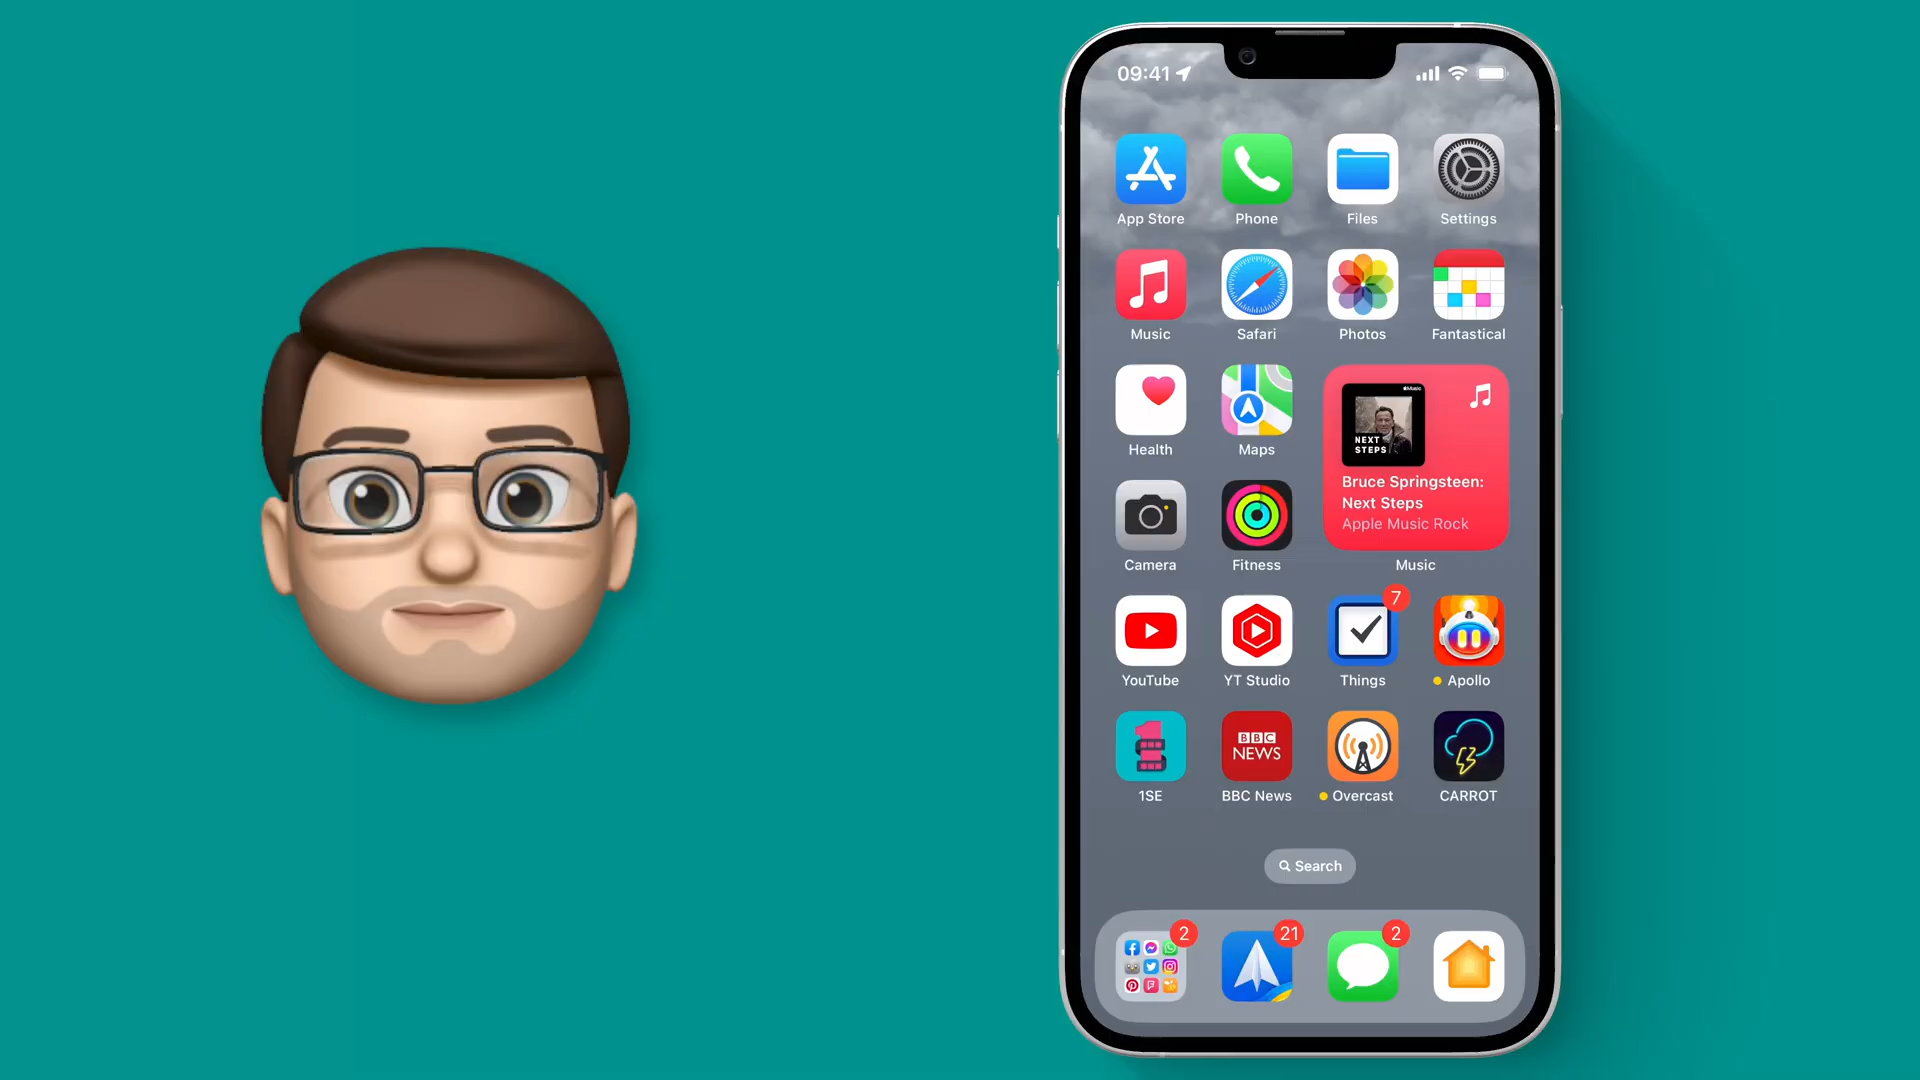 09:41
App Store
Phone
Files
Settings
Music
Safari
Photos
Fantastical
Health
Maps
Music
NEXT
STEPS
Bruce Springsteen:
Next Steps
Apple Music Rock
Camera
Fitness
Music
7
YouTube
YT Studio
Things
Apollo
1
BBC
NEWS
1SE
BBC News
Overcast
CARROT
Search
2
21
2